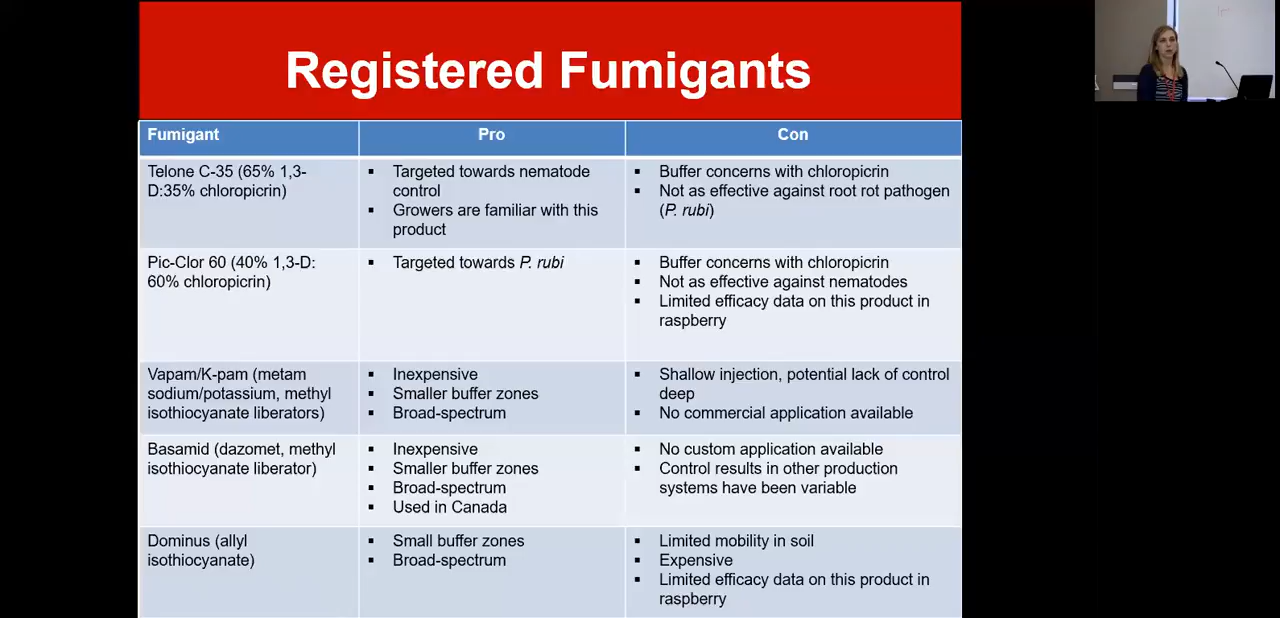 Registered Fumigants
Fumigant
Pro
Con
Telone C-35 (65% 1,3-
D:35% chloropicrin)
▪ Targeted towards nematode
control
▪ Growers are familiar with this
product
▪ Buffer concerns with chloropicrin
▪ Not as effective against root rot pathogen
(P. rubi)
Pic-Clor 60 (40% 1,3-D:
60% chloropicrin)
▪ Targeted towards P. rubi
▪ Buffer concerns with chloropicrin
▪ Not as effective against nematodes
▪ Limited efficacy data on this product in
raspberry
Vapam/K-pam (metam
sodium/potassium, methyl
isothiocyanate liberators)
▪ Inexpensive
▪ Smaller buffer zones
▪ Broad-spectrum
▪ Shallow injection, potential lack of control
deep
▪ No commercial application available
Basamid (dazomet, methyl
isothiocyanate liberator)
▪ Inexpensive
▪ Smaller buffer zones
▪ Broad-spectrum
▪ Used in Canada
▪ No custom application available
▪ Control results in other production
systems have been variable
Dominus (allyl
isothiocyanate)
▪ Small buffer zones
▪ Broad-spectrum
▪ Limited mobility in soil
▪ Expensive
▪ Limited efficacy data on this product in
raspberry